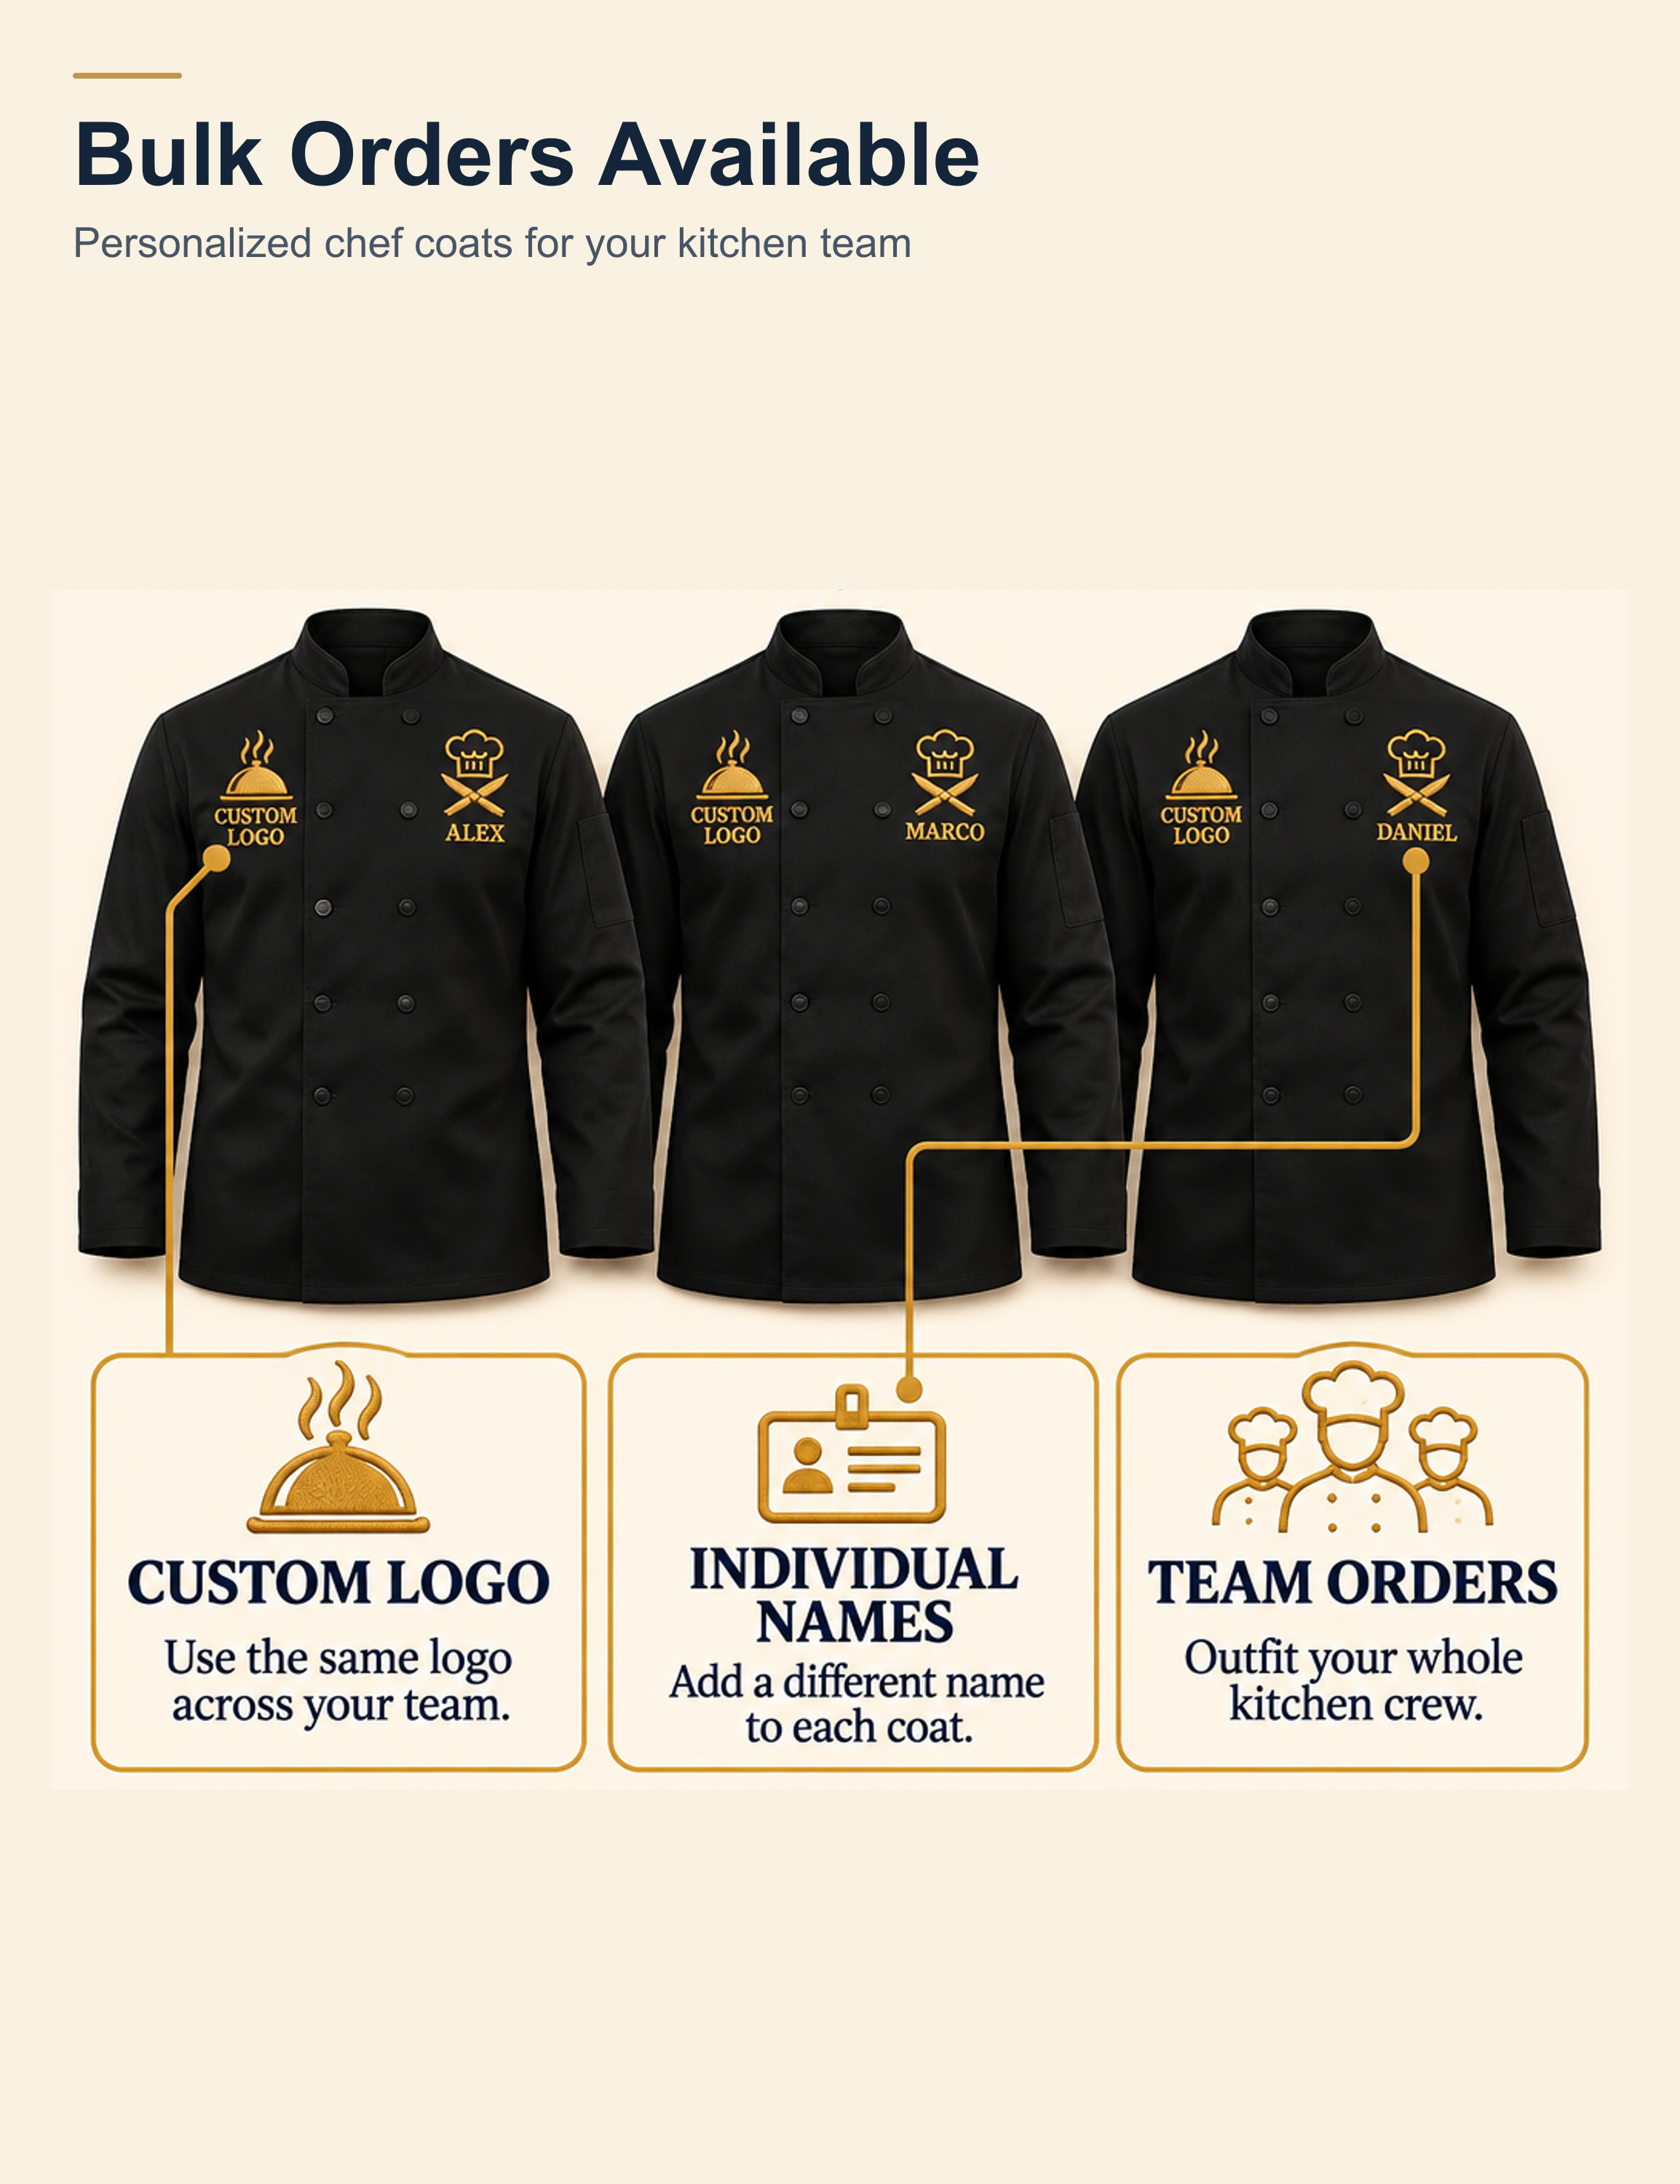 Bulk Orders Available
Personalized chef coats for your kitchen team
CUSTOM
LOGO
ALEX
CUSTOM
LOGO
MARCO
CUSTOM
LOGO
DANIEL
CUSTOM LOGO
Use the same logo
across your team.
INDIVIDUAL
NAMES
Add a different name
to each coat.
TEAM ORDERS
Outfit your whole
kitchen crew.